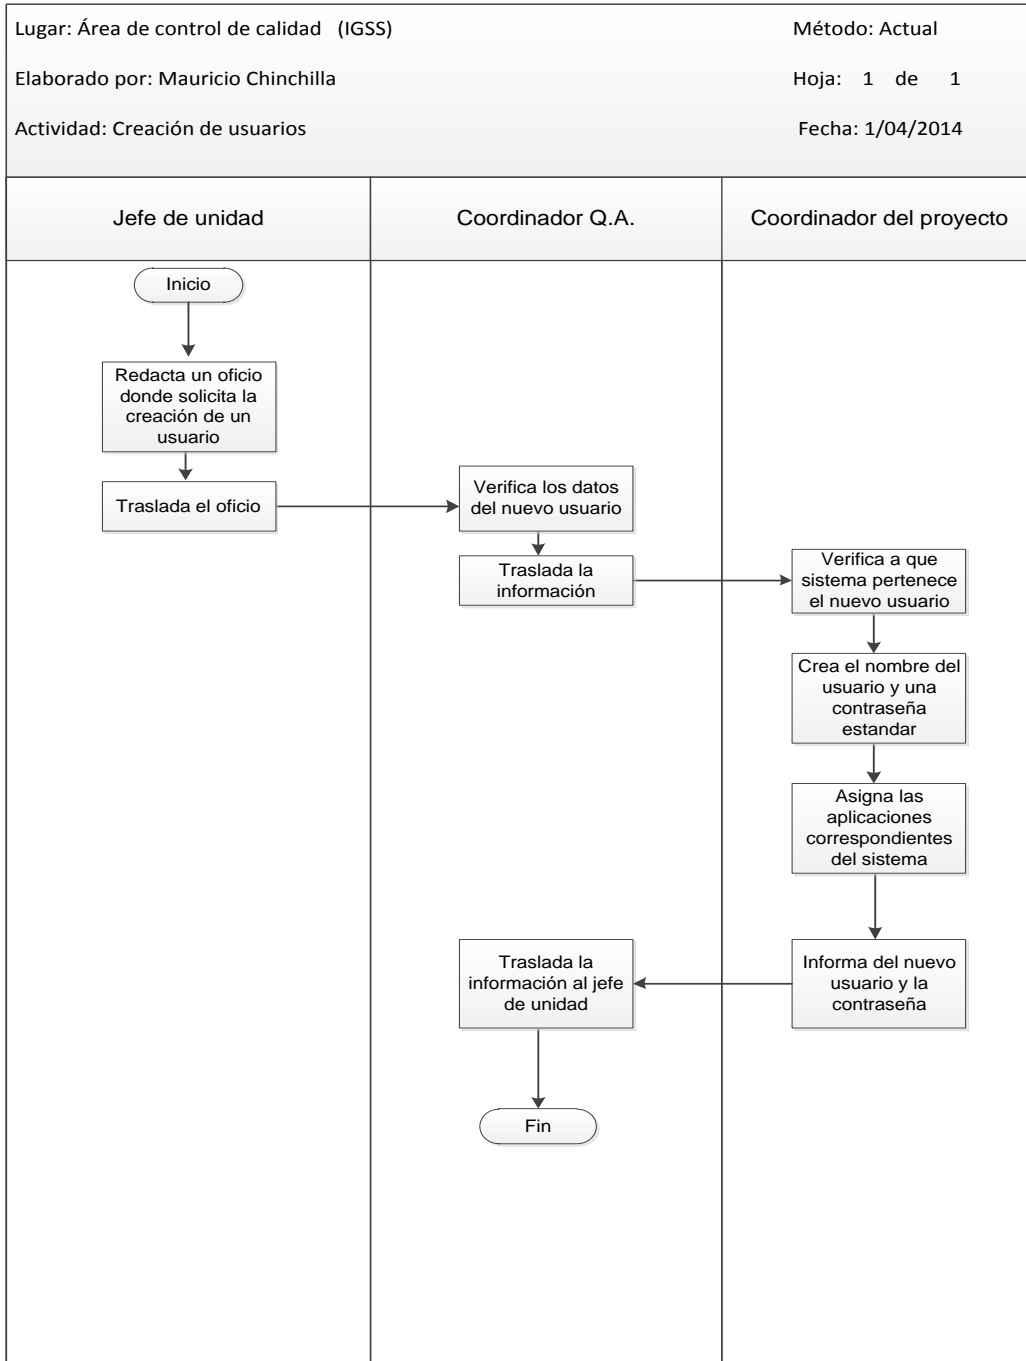 Lugar: Área de control de calidad (IGSS)
Método: Actual
Elaborado por: Mauricio Chinchilla
Hoja: 1 de 1
Actividad: Creación de usuarios
Fecha: 1/04/2014
Jefe de unidad
Coordinador Q.A.
Coordinador del proyecto
Inicio
Redacta un oficio
donde solicita la
creación de un
usuario
Traslada el oficio
Verifica los datos
del nuevo usuario
Traslada la
información
Verifica a que
sistema pertenece
el nuevo usuario
Crea el nombre del
usuario y una
contraseña
estandar
Asigna las
aplicaciones
correspondientes
del sistema
Informa del nuevo
usuario y la
contraseña
Traslada la
información al jefe
de unidad
Fin